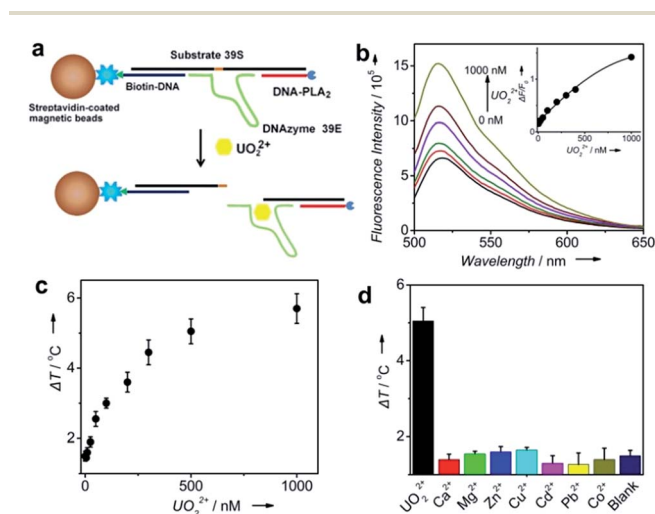 a
Substrate 39S
Biotin-DNA
DNA-PLA₂
Streptavidin-coated
magnetic beads
DNAzyme 39E
UO₂²⁺
b
Fluorescence Intensity / 10⁵
15
10
5
0
500
550
600
650
Wavelength / nm
1000 nM
UO₂²⁺
0 nM
ΔF/F₀
1
0
0
500
1000
UO₂²⁺ / nM
c
ΔT / °C
6
4
2
0
500
1000
UO₂²⁺ / nM
d
ΔT / °C
6
4
2
UO₂²⁺
Ca²⁺
Mg²⁺
Zn²⁺
Cu²⁺
Cd²⁺
Pb²⁺
Co²⁺
Blank